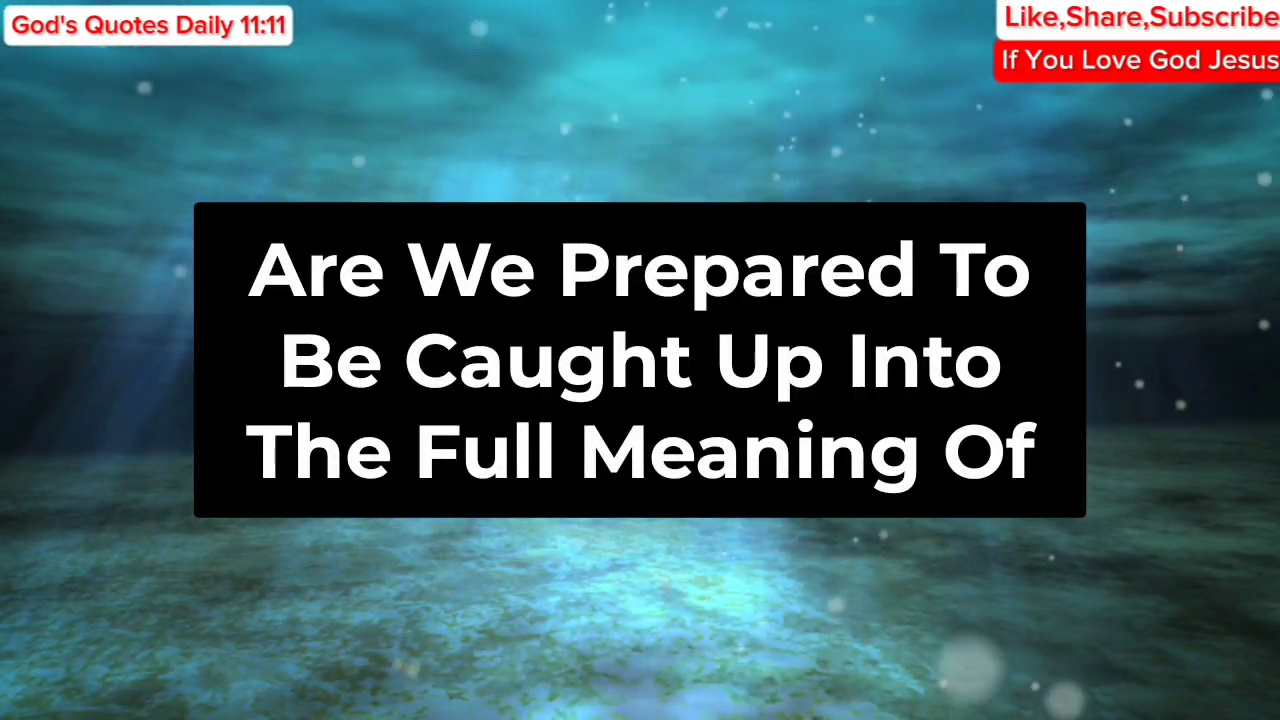 God's Quotes Daily 11:11
Like,Share,Subscribe
If You Love God Jesus
Are We Prepared To
Be Caught Up Into
The Full Meaning Of